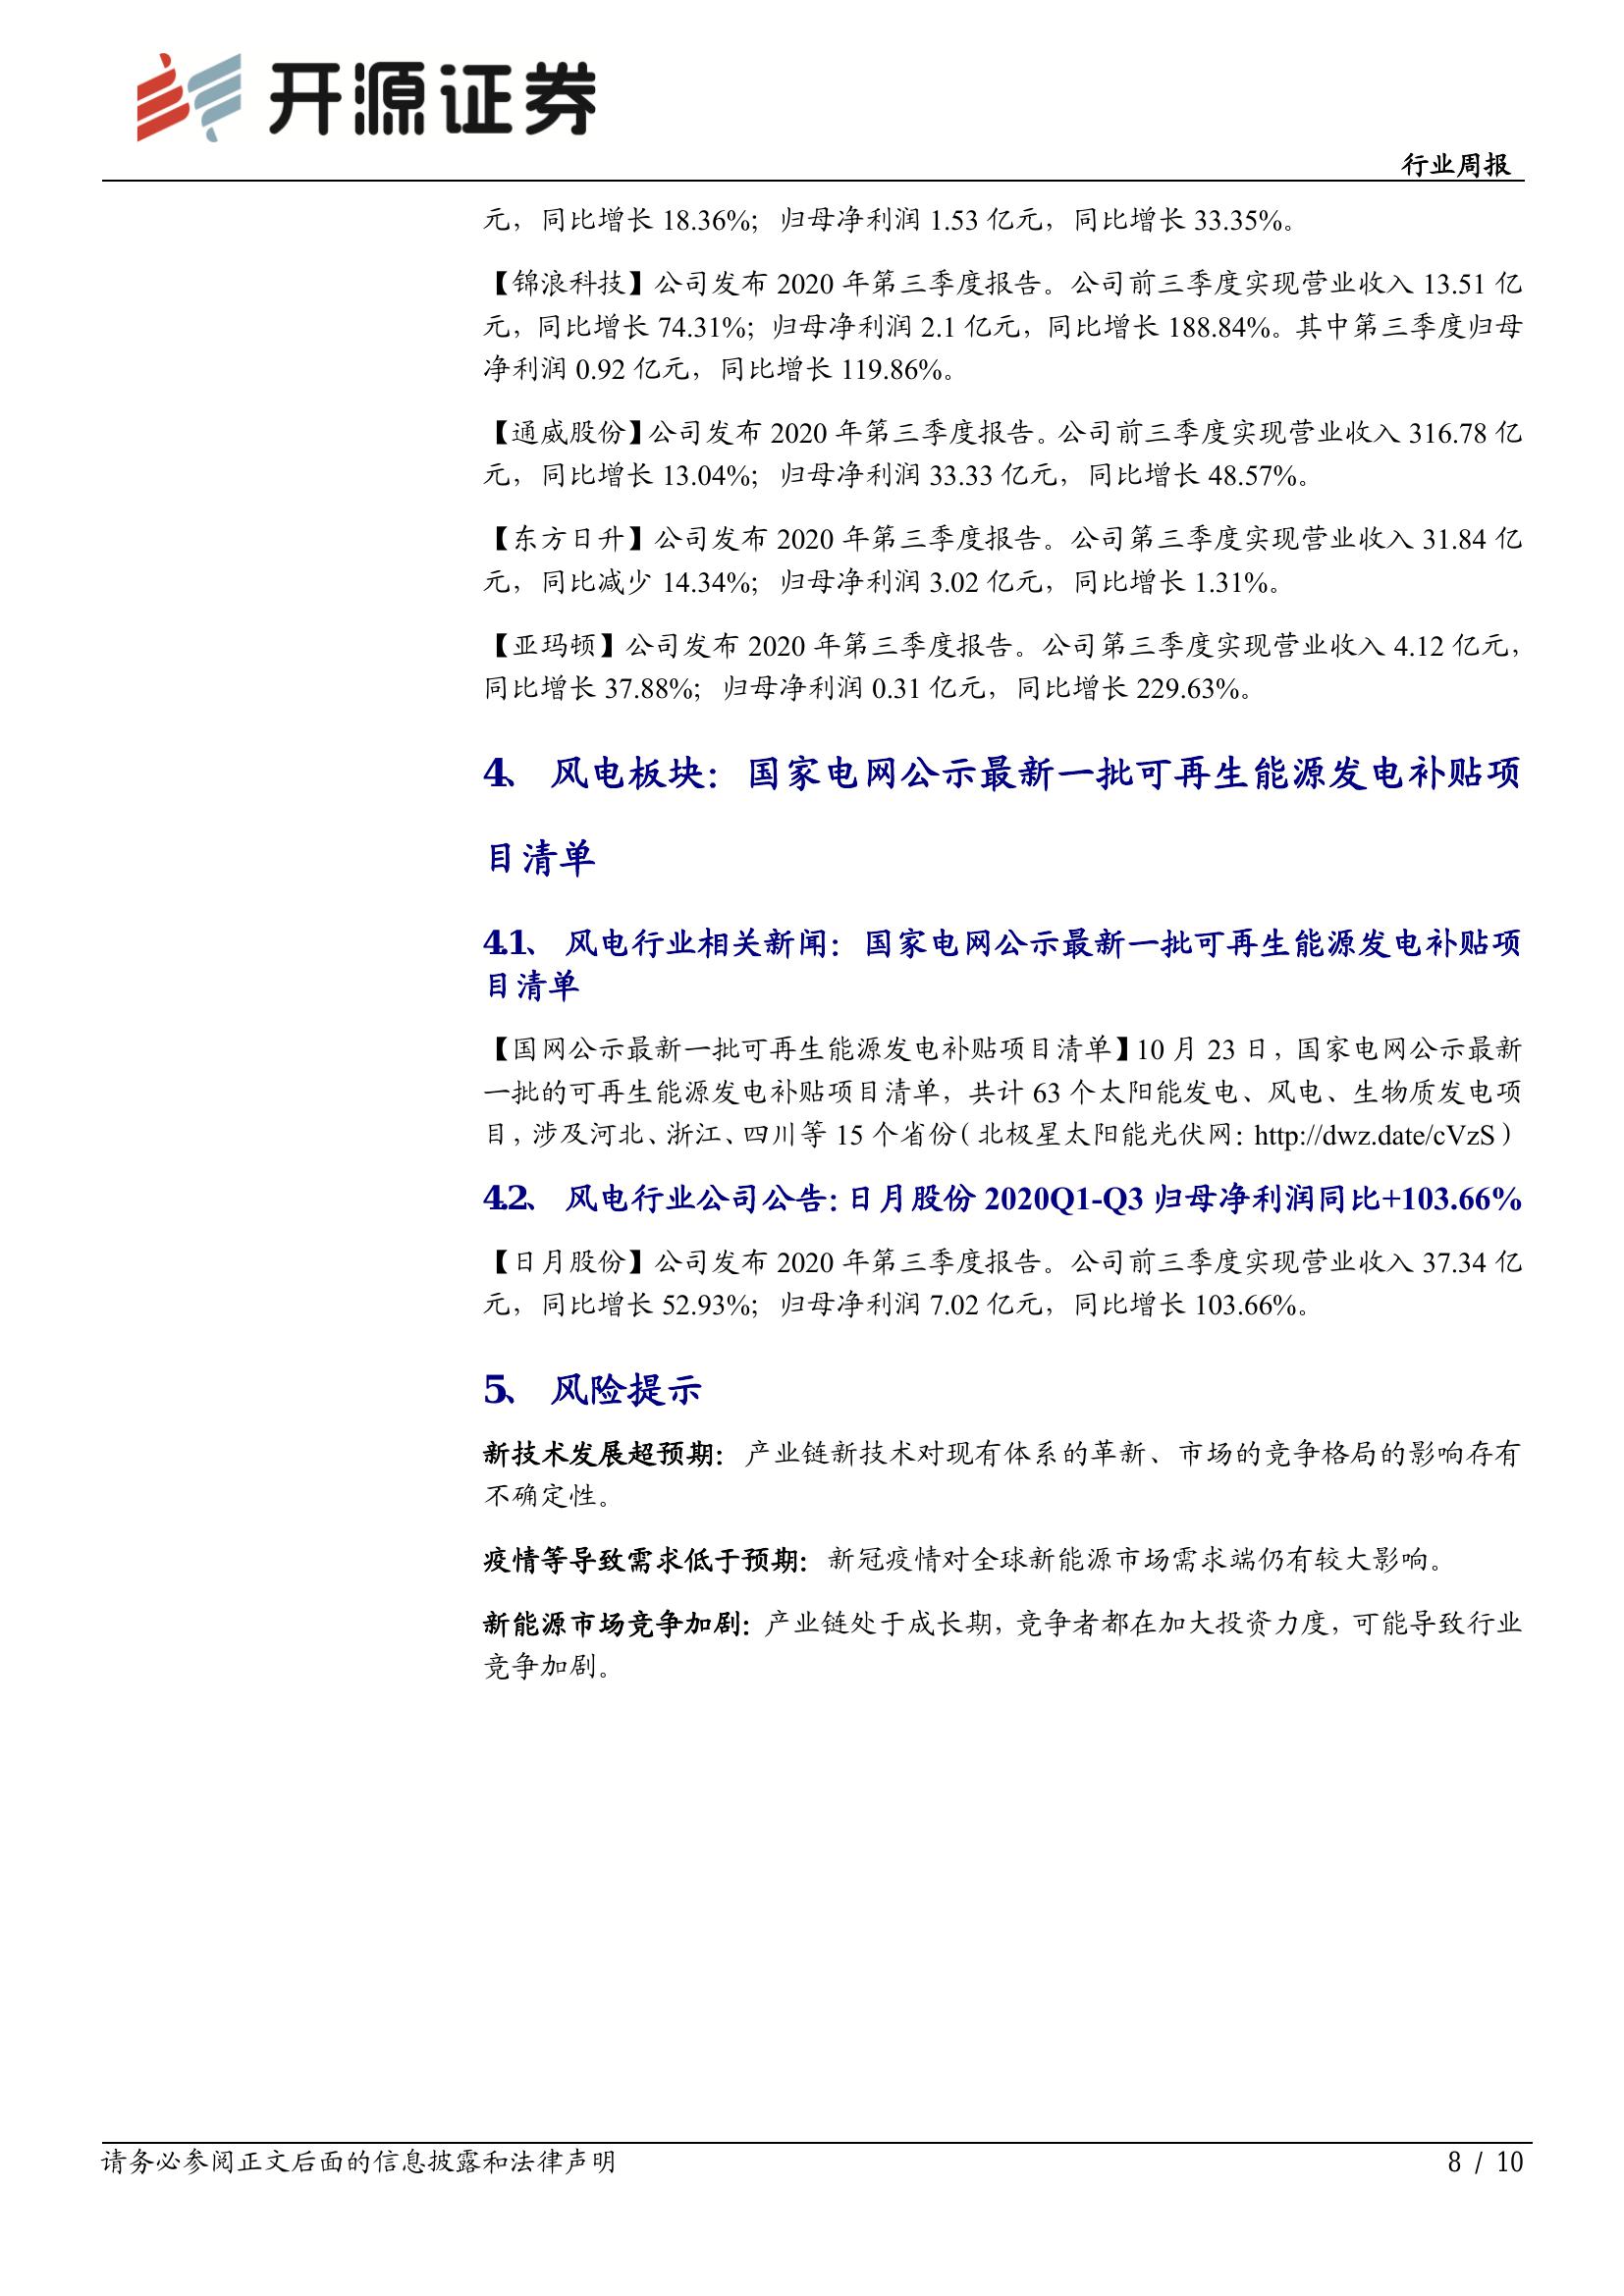 开源证券
行业周报
元，同比增长 18.36%；归母净利润 1.53 亿元，同比增长 33.35%。
【锦浪科技】公司发布 2020 年第三季度报告。公司前三季度实现营业收入 13.51 亿
元，同比增长 74.31%；归母净利润 2.1 亿元，同比增长 188.84%。其中第三季度归母
净利润 0.92 亿元，同比增长 119.86%。
【通威股份】公司发布 2020 年第三季度报告。公司前三季度实现营业收入 316.78 亿
元，同比增长 13.04%；归母净利润 33.33 亿元，同比增长 48.57%。
【东方日升】公司发布 2020 年第三季度报告。公司第三季度实现营业收入 31.84 亿
元，同比减少 14.34%；归母净利润 3.02 亿元，同比增长 1.31%。
【亚玛顿】公司发布 2020 年第三季度报告。公司第三季度实现营业收入 4.12 亿元，
同比增长 37.88%；归母净利润 0.31 亿元，同比增长 229.63%。
4、 风电板块：国家电网公示最新一批可再生能源发电补贴项
目清单
4.1、 风电行业相关新闻：国家电网公示最新一批可再生能源发电补贴项
目清单
【国网公示最新一批可再生能源发电补贴项目清单】10 月 23 日，国家电网公示最新
一批的可再生能源发电补贴项目清单，共计 63 个太阳能发电、风电、生物质发电项
目，涉及河北、浙江、四川等 15 个省份（北极星太阳能光伏网：http://dwz.date/cVzS）
4.2、 风电行业公司公告：日月股份 2020Q1-Q3 归母净利润同比+103.66%
【日月股份】公司发布 2020 年第三季度报告。公司前三季度实现营业收入 37.34 亿
元，同比增长 52.93%；归母净利润 7.02 亿元，同比增长 103.66%。
5、 风险提示
新技术发展超预期：产业链新技术对现有体系的革新、市场的竞争格局的影响存有
不确定性。
疫情等导致需求低于预期：新冠疫情对全球新能源市场需求端仍有较大影响。
新能源市场竞争加剧：产业链处于成长期，竞争者都在加大投资力度，可能导致行业
竞争加剧。
请务必参阅正文后面的信息披露和法律声明
8 / 10